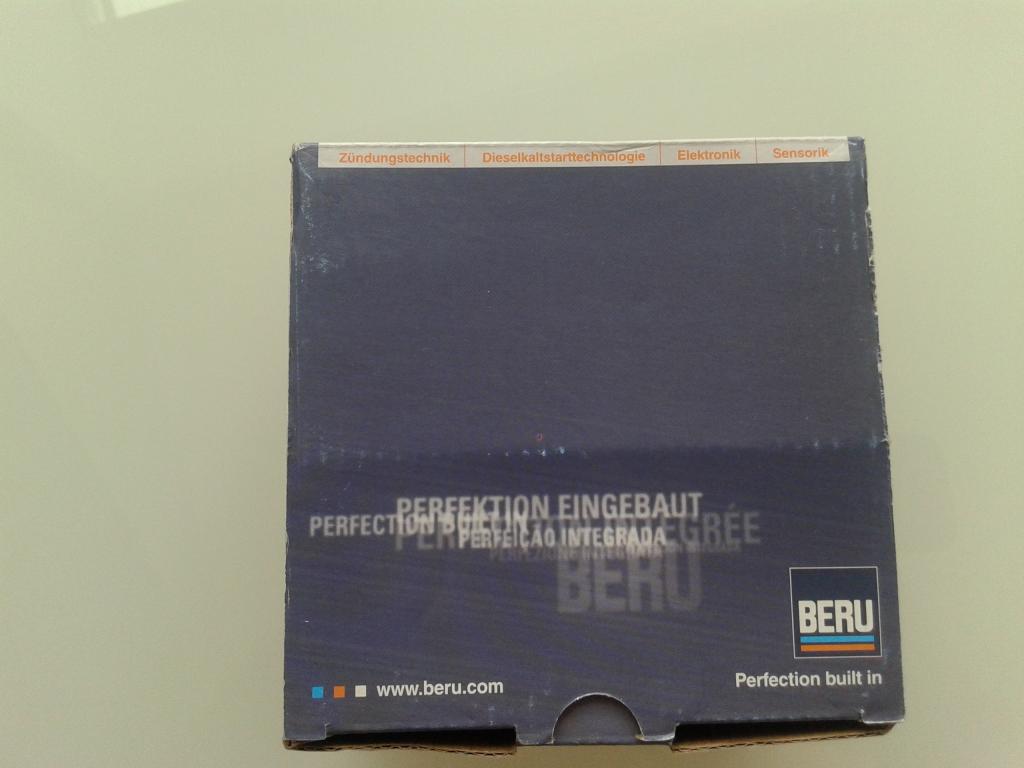 Zündungstechnik Dieselkaltstarttechnologie Elektronik Sensorik
PERFEKTION EINGEBAUT
PERFECTION BUILT IN
PERFEIÇÃO INTEGRADA
BERU
BERU
Perfection built in
www.beru.com